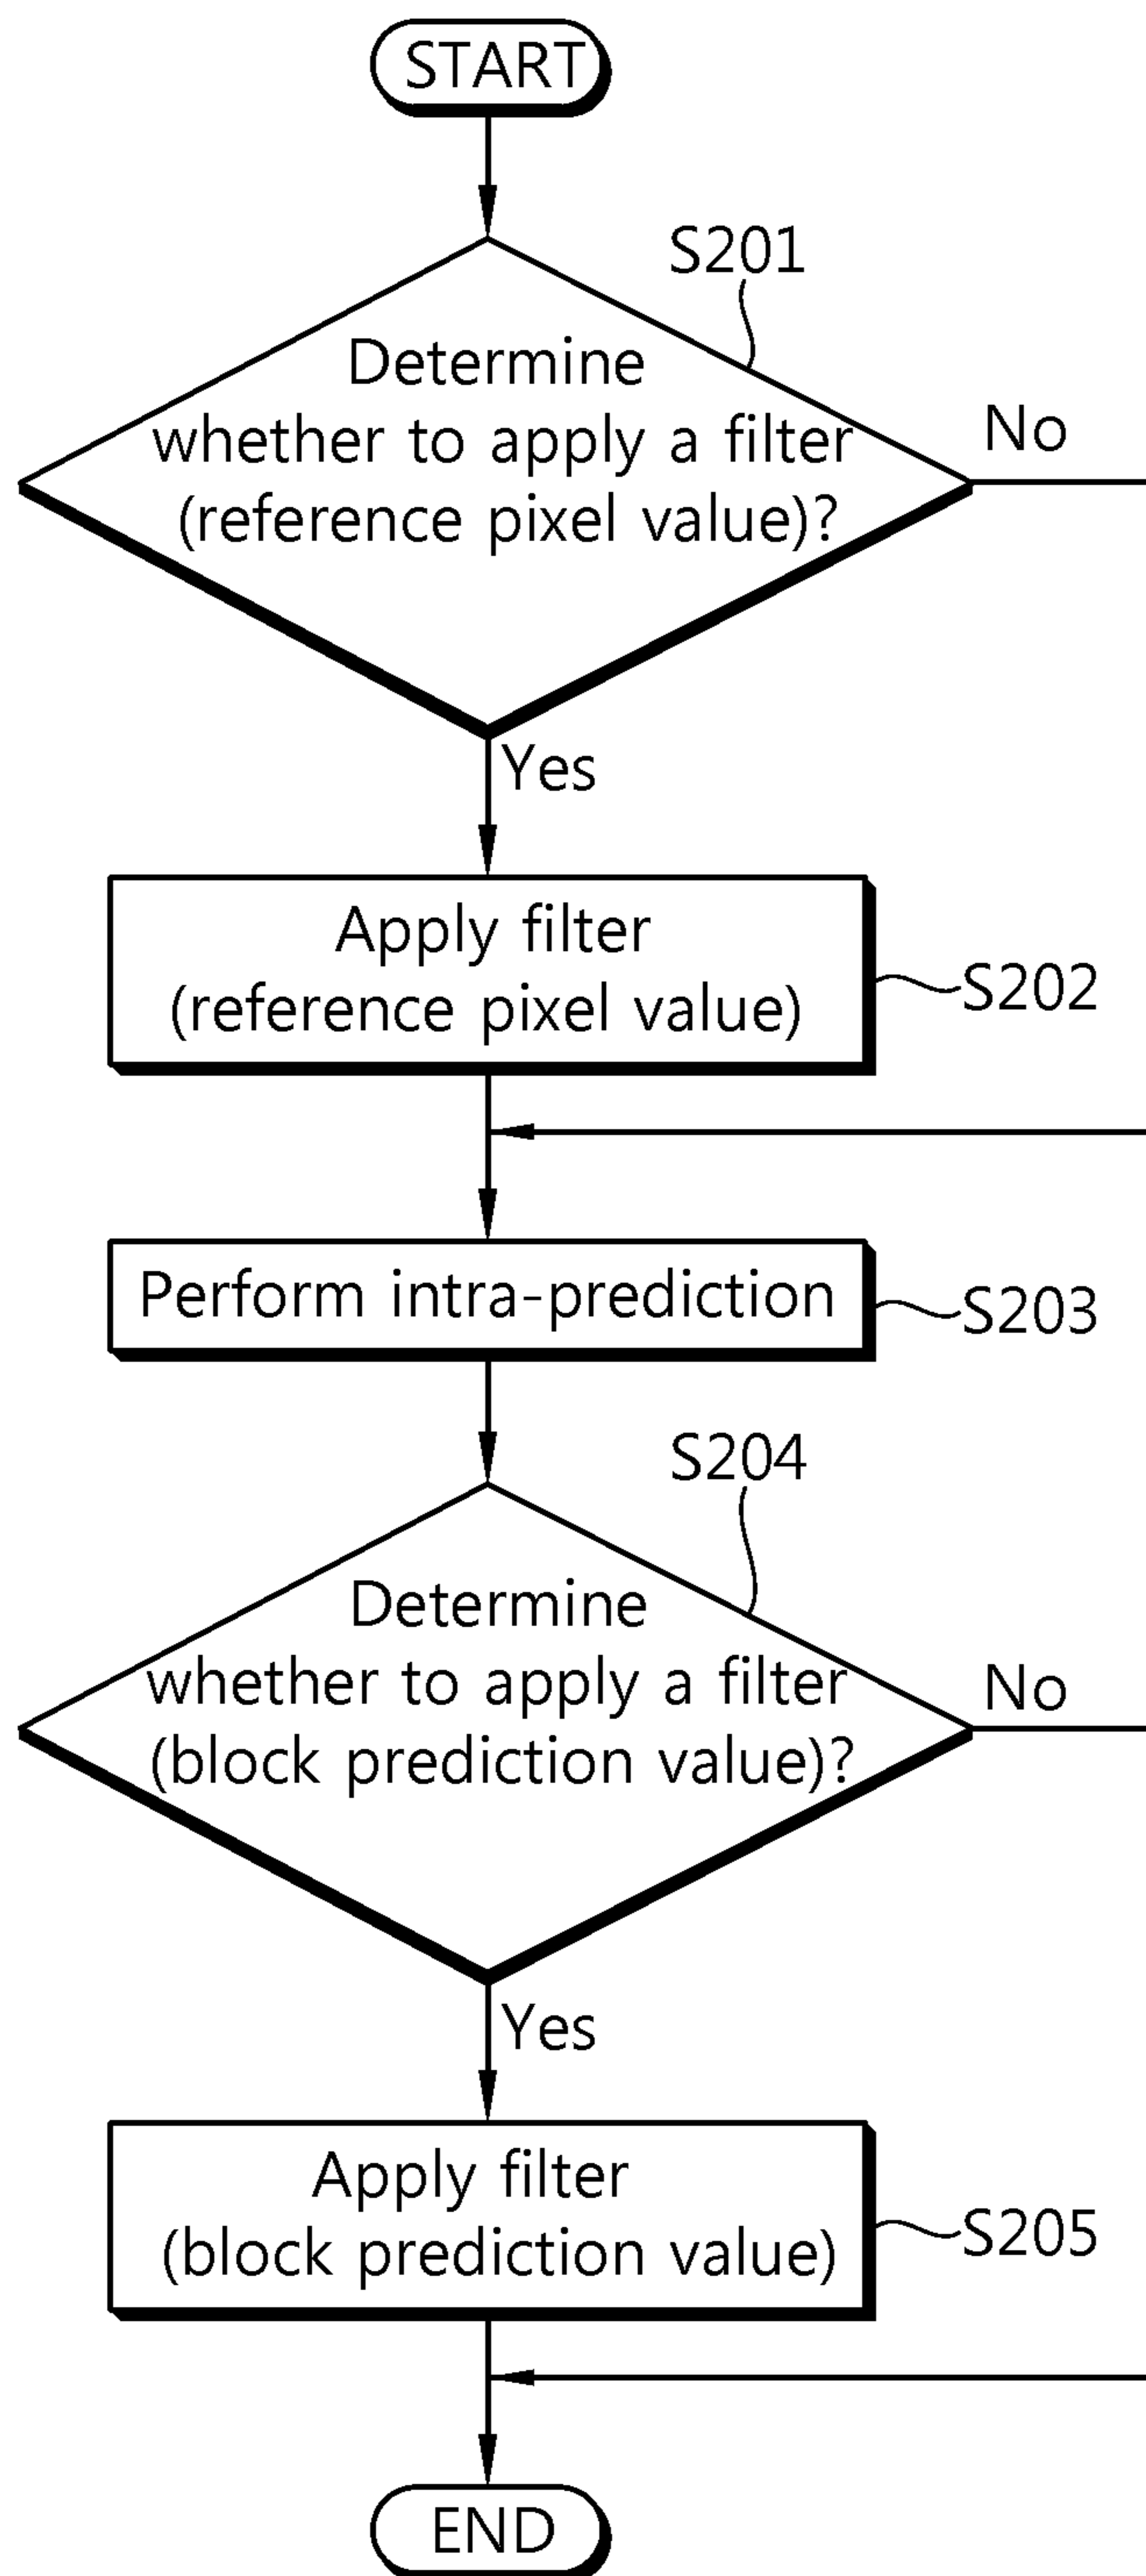 START
S201
Determine
whether to apply a filter
(reference pixel value)?
No
Yes
Apply filter
(reference pixel value)
S202
Perform intra-prediction
S203
S204
Determine
whether to apply a filter
(block prediction value)?
No
Yes
Apply filter
(block prediction value)
S205
END